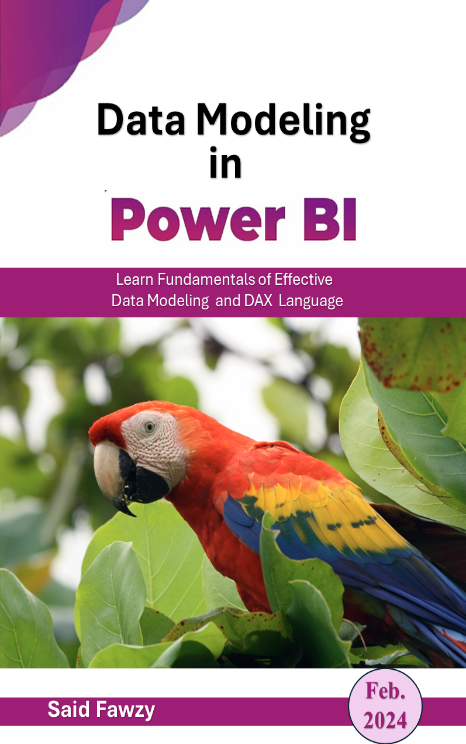 Data Modeling
in
Power BI
Learn Fundamentals of Effective
Data Modeling and DAX Language
Said Fawzy
Feb.
2024